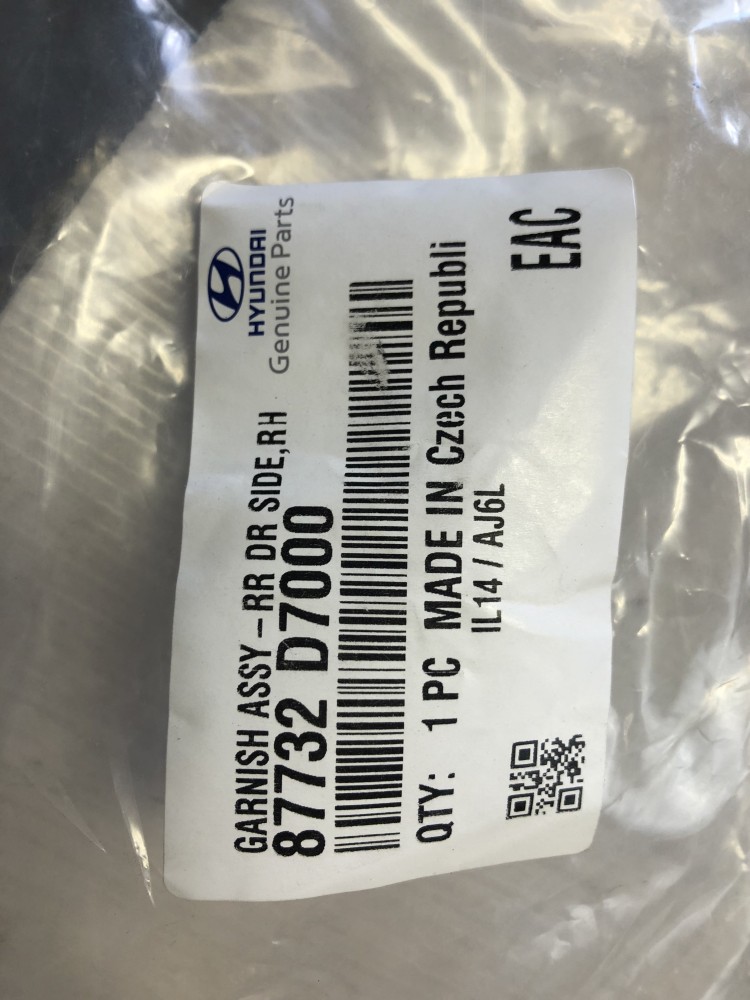 HYUNDAI
Genuine Parts
GARNISH ASSY-RR DR SIDE,RH
87732 D7000
QTY: 1 PC MADE IN Czech Republi
IL14 / AJ6L
EAC